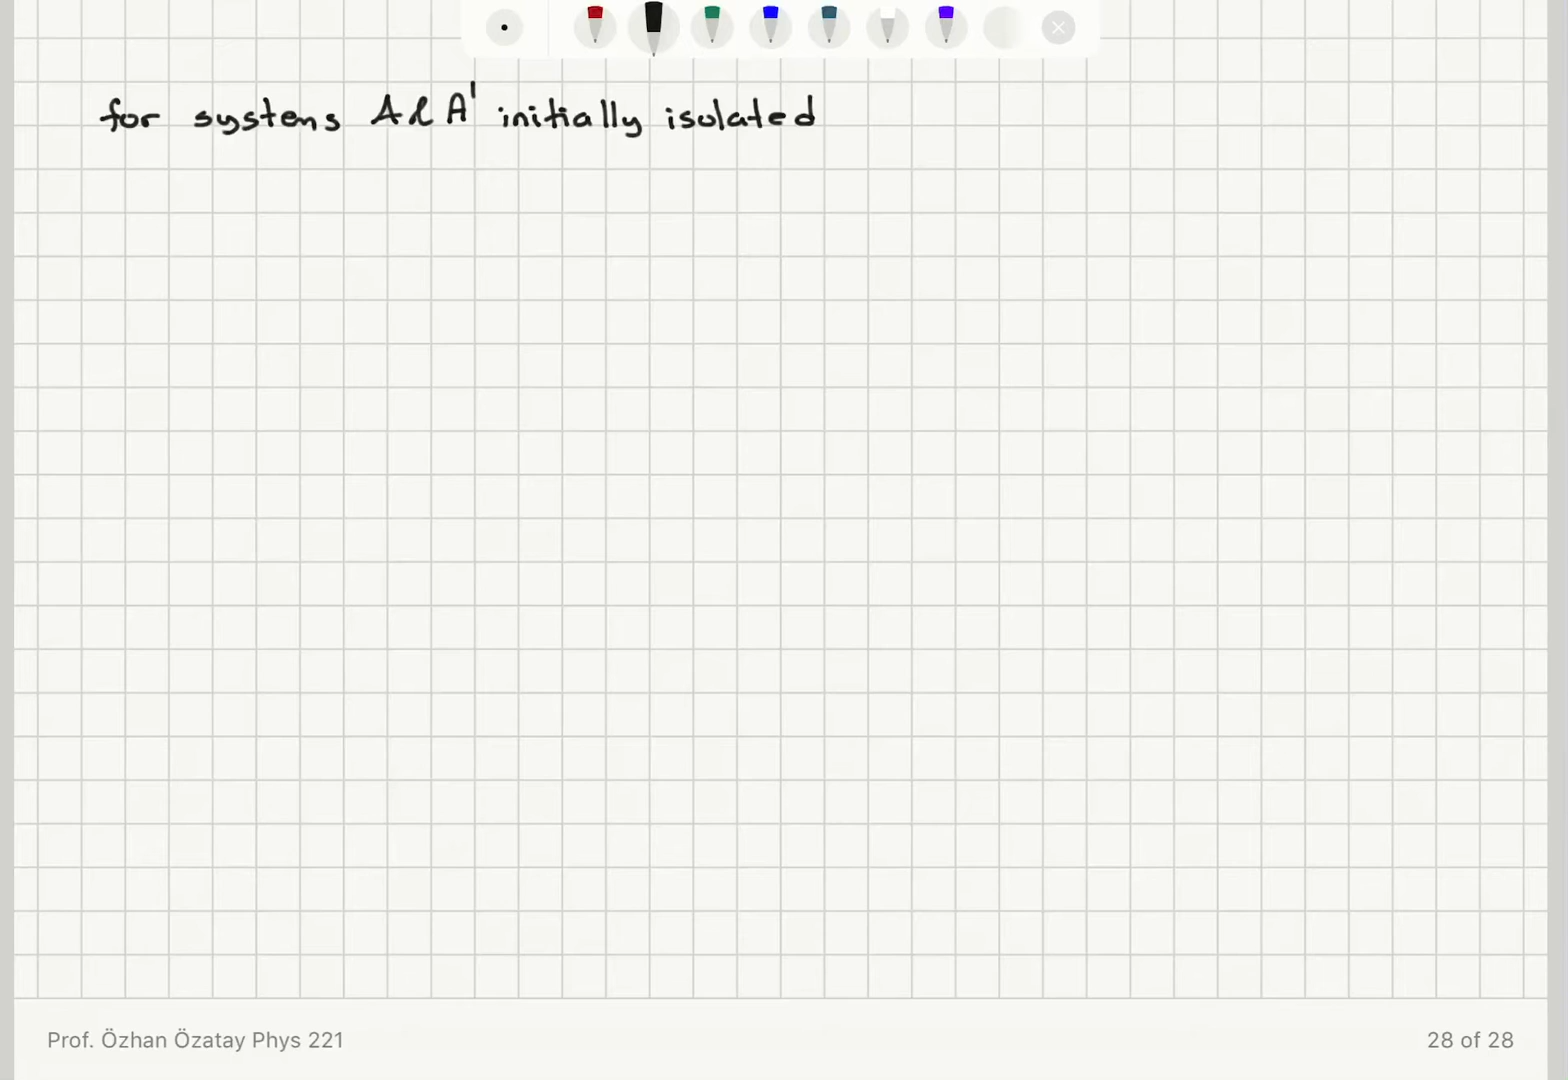 for systems A & A' initially isolated
Prof. Özhan Özatay Phys 221
28 of 28